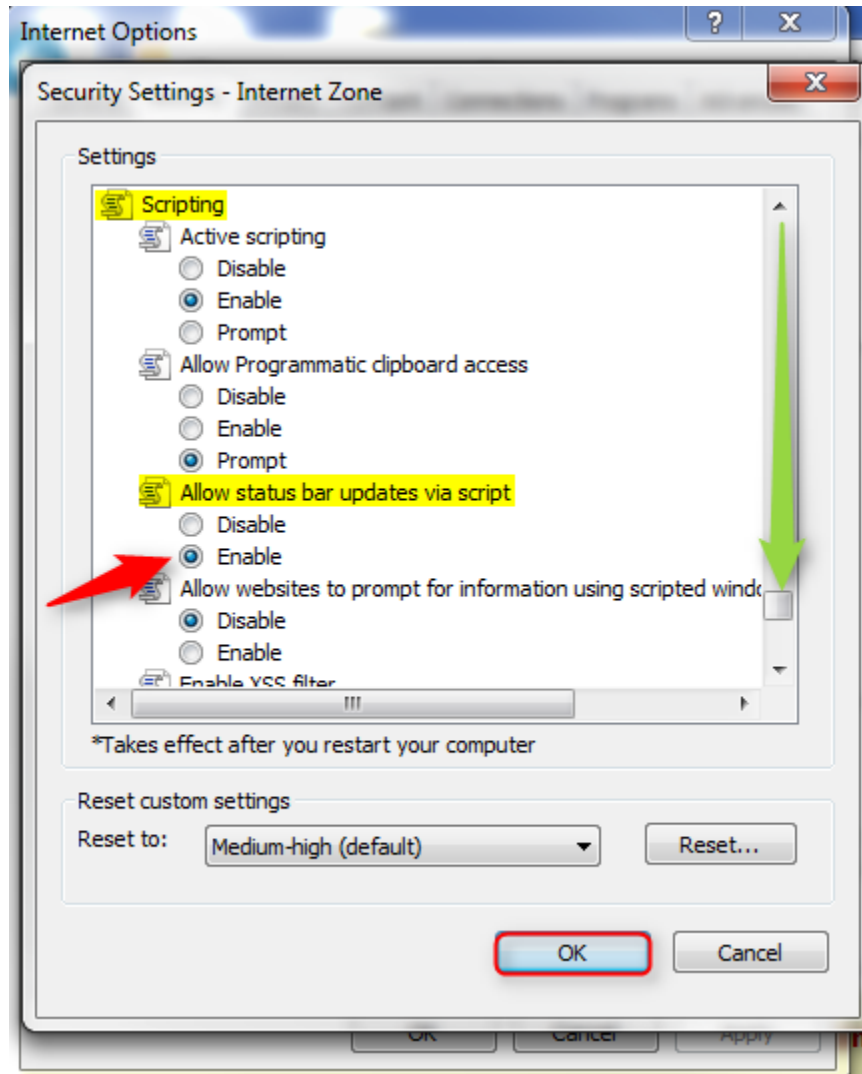 Internet Options
Security Settings - Internet Zone
Settings
Scripting
Active scripting
Disable
Enable
Prompt
Allow Programmatic clipboard access
Disable
Enable
Prompt
Allow status bar updates via script
Disable
Enable
Allow websites to prompt for information using scripted windo
Disable
Enable
Enable XSS filter
*Takes effect after you restart your computer
Reset custom settings
Reset to:
Medium-high (default)
Reset...
OK
Cancel
OK
Cancel
Apply